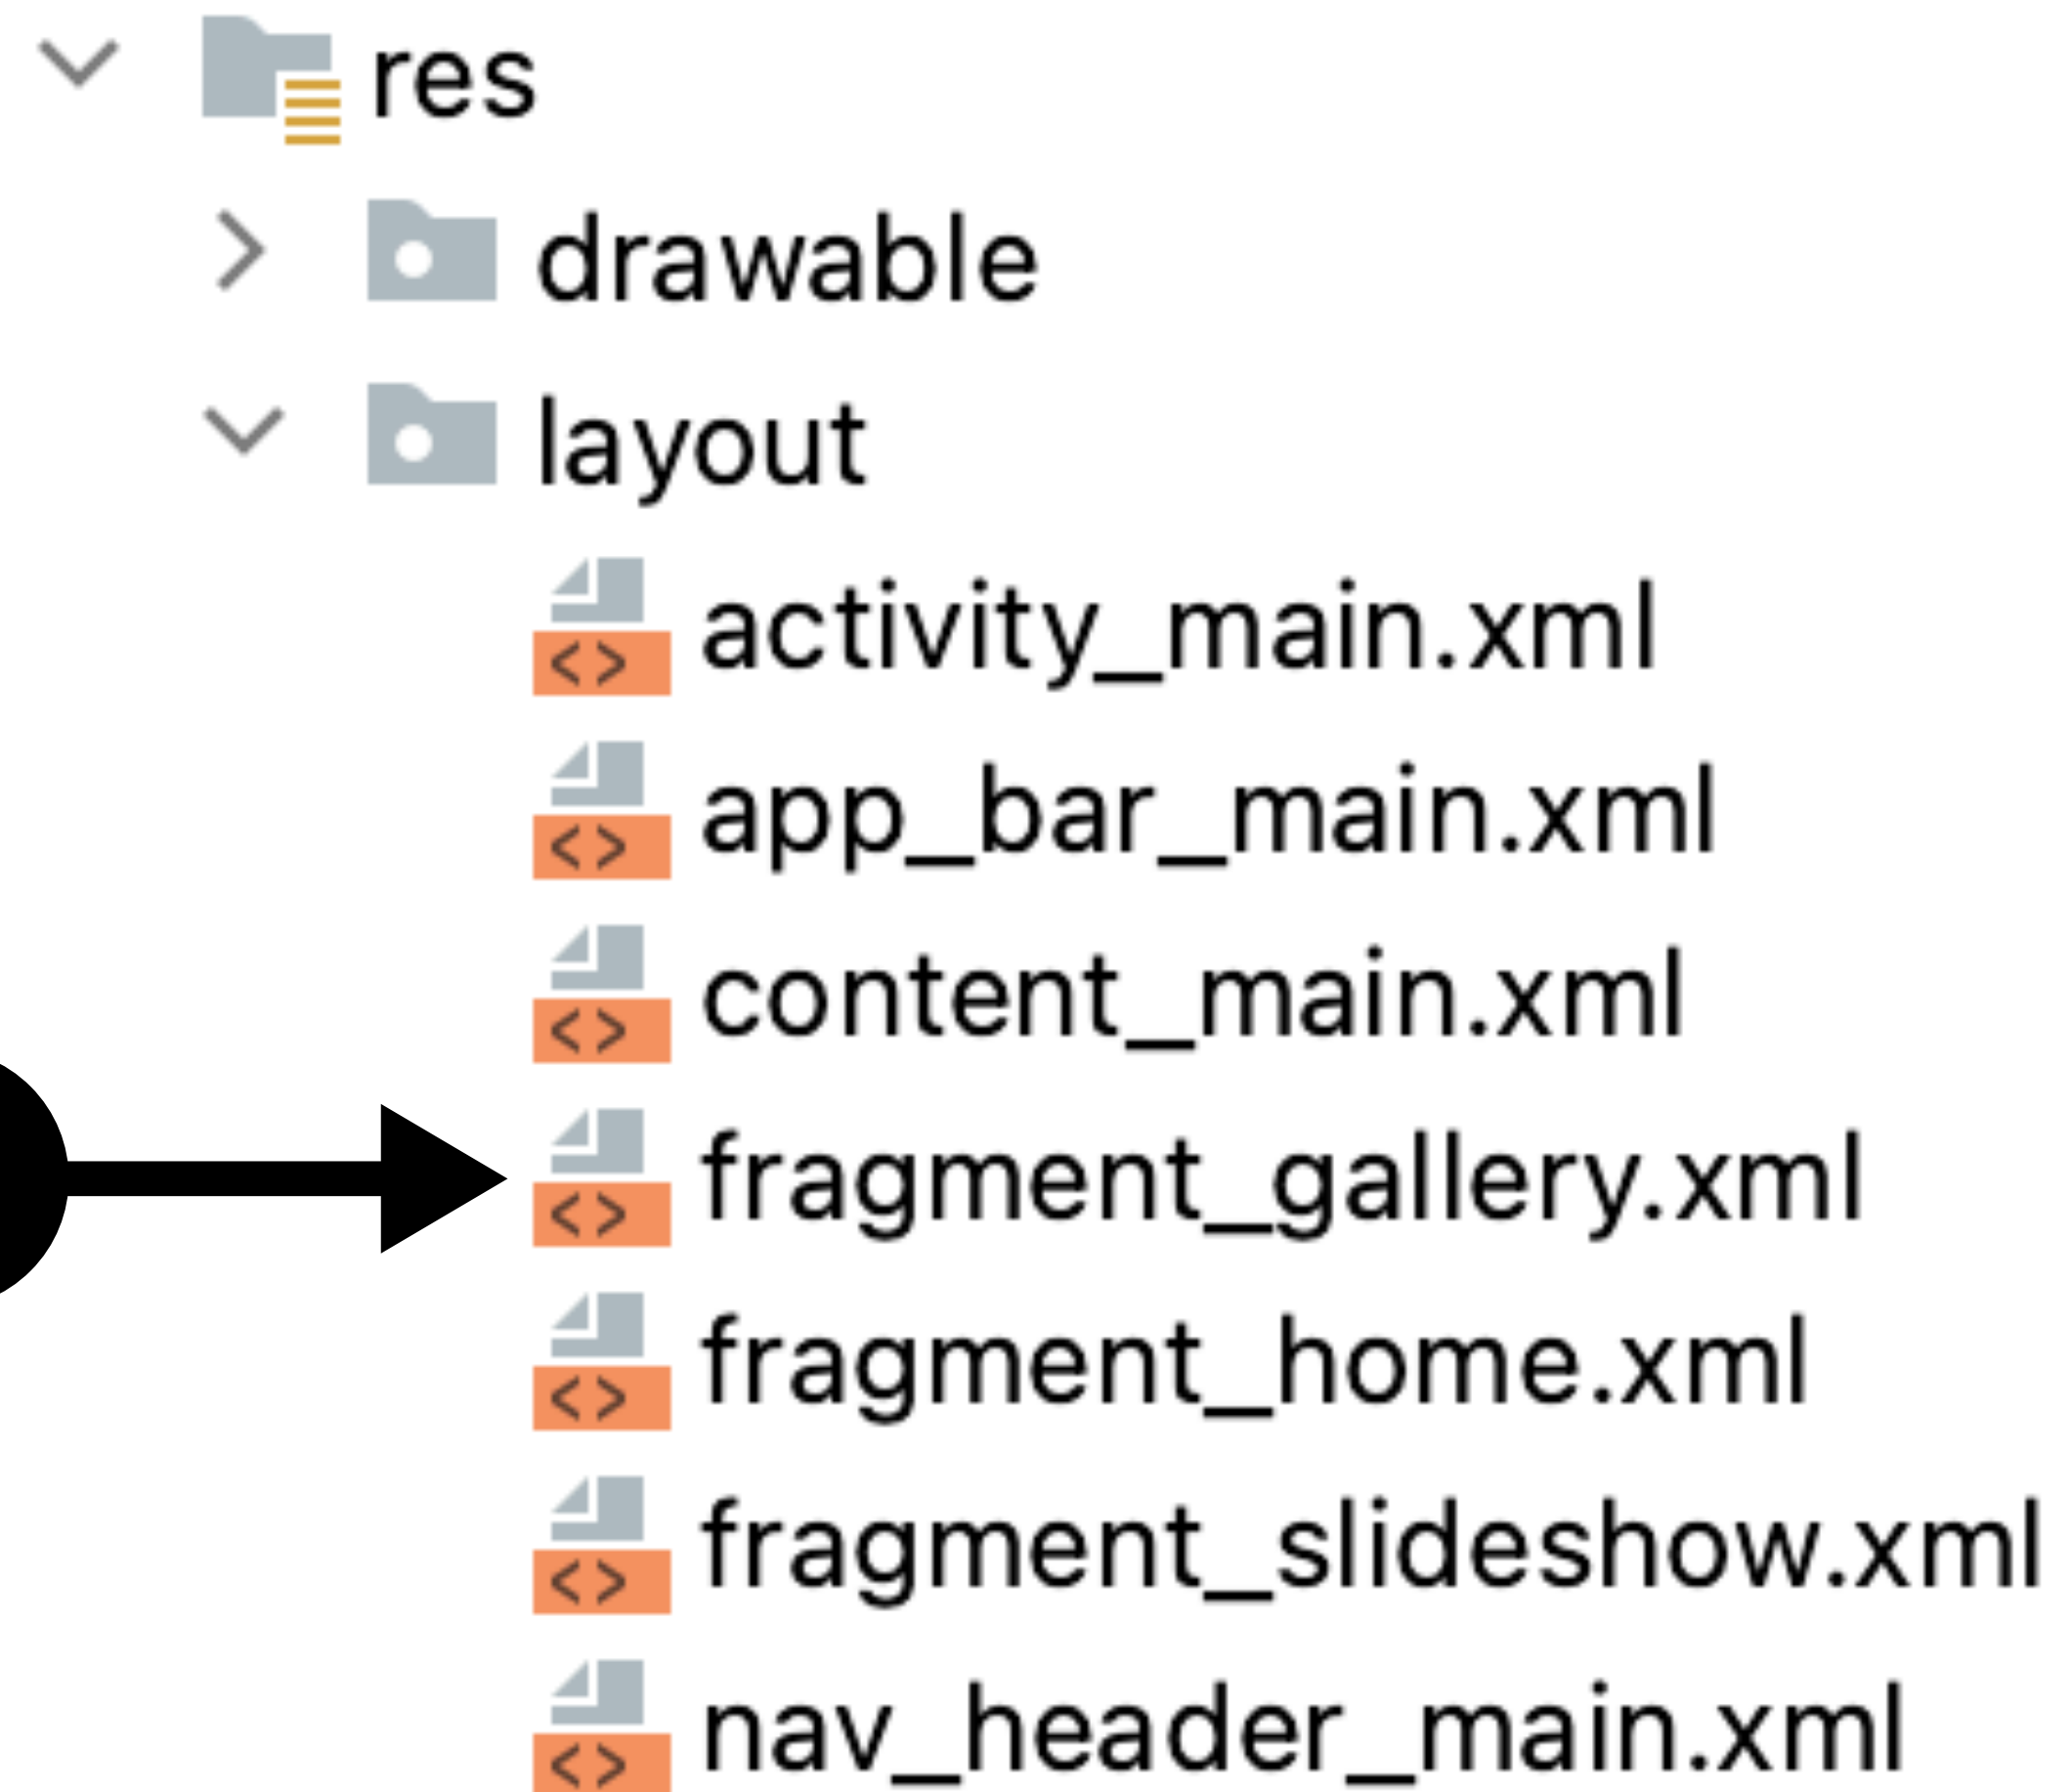 res
drawable
layout
activity_main.xml
app_bar_main.xml
content_main.xml
fragment_gallery.xml
fragment_home.xml
fragment_slideshow.xml
nav_header_main.xml